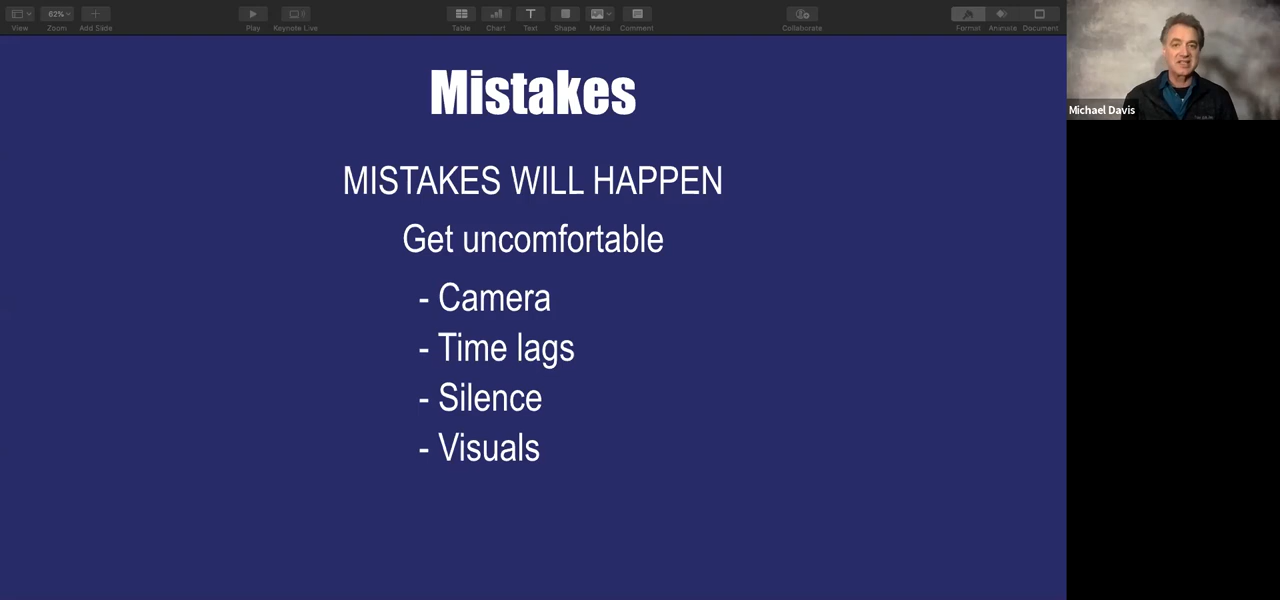 62%
View
Zoom
Add Slide
Play
Keynote Live
Table
Chart
Text
Shape
Media
Comment
Collaborate
Format
Animate
Document
Michael Davis
Mistakes
MISTAKES WILL HAPPEN
Get uncomfortable
- Camera
- Time lags
- Silence
- Visuals